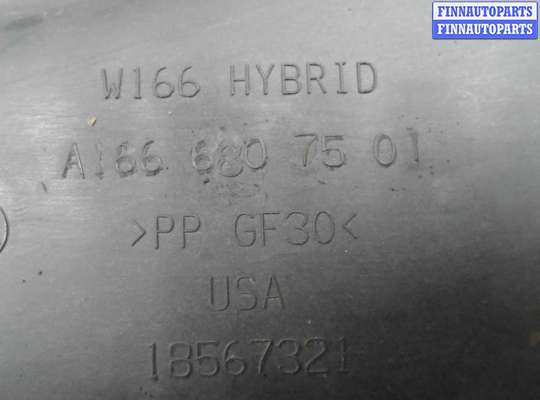 FINNAUTOPARTS
FINNAUTOPARTS
W166 HYBRID
A166 680 75 01
>PP GF30<
USA
18567321